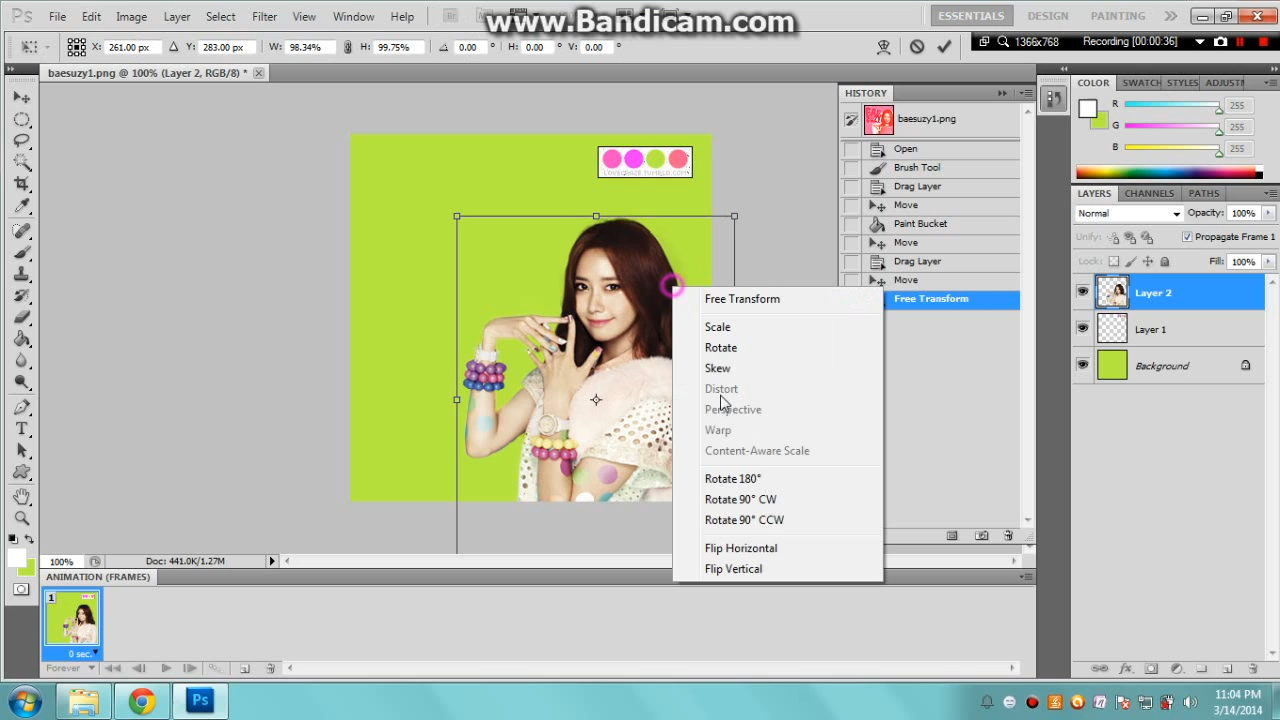 www.Bandicam.com
Ps File Edit Image Layer Select Filter View Window Help Br ESSENTIALS DESIGN PAINTING
X: 261.00 px Y: 283.00 px W: 98.34% H: 99.75% 0.00 ° H: 0.00 ° V: 0.00 ° 1366x768 Recording [00:00:36]
baesuzy1.png @ 100% (Layer 2, RGB/8) *
HISTORY
baesuzy1.png
Open
Brush Tool
Drag Layer
Move
Paint Bucket
Move
Drag Layer
Move
Free Transform
COLOR SWATCH STYLES ADJUST
R 255
G 255
B 255
LAYERS CHANNELS PATHS
Normal Opacity: 100%
Unify: Propagate Frame 1
Lock: Fill: 100%
Layer 2
Layer 1
Background
Free Transform
Scale
Rotate
Skew
Distort
Perspective
Warp
Content-Aware Scale
Rotate 180°
Rotate 90° CW
Rotate 90° CCW
Flip Horizontal
Flip Vertical
100% Doc: 441.0K/1.27M
ANIMATION (FRAMES)
1
0 sec.
Forever
Ps
11:04 PM
3/14/2014